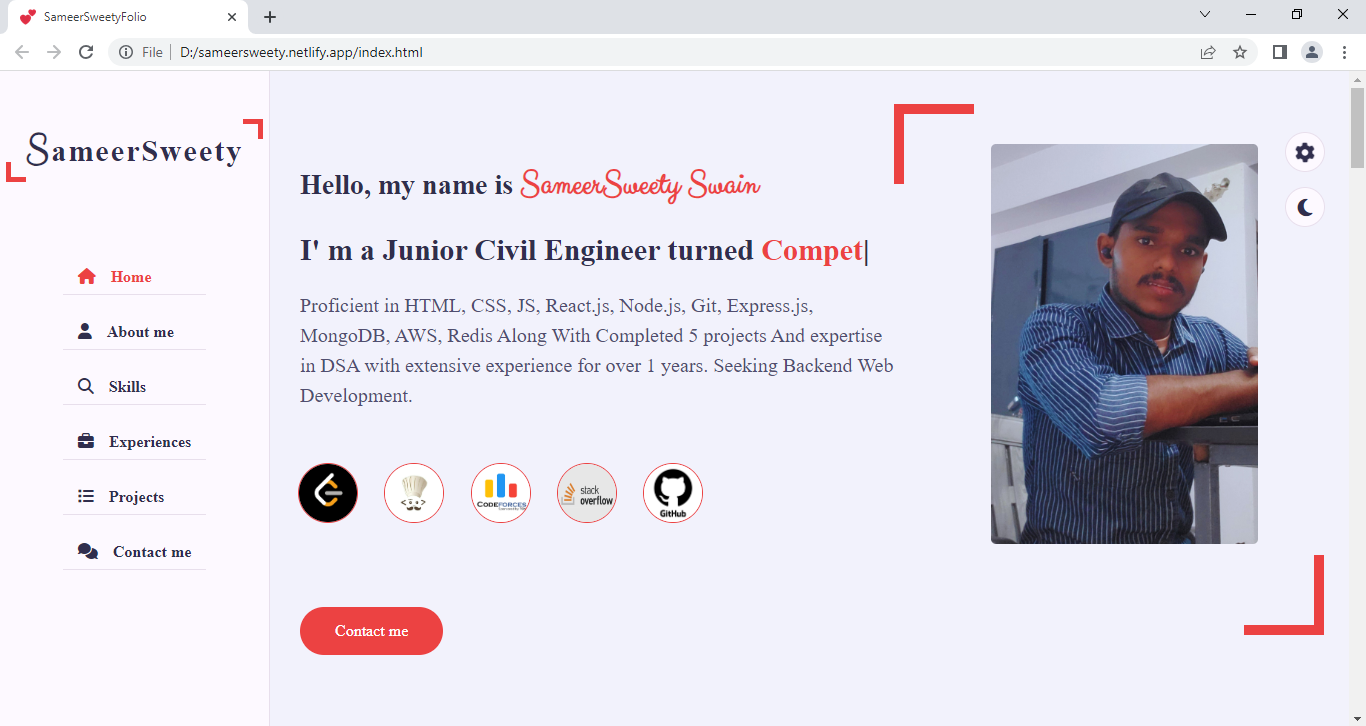 SameerSweetyFolio
File
D:/sameersweety.netlify.app/index.html
SameerSweety
Home
About me
Skills
Experiences
Projects
Contact me
Hello, my name is SameerSweety Swain
I' m a Junior Civil Engineer turned Compet|
Proficient in HTML, CSS, JS, React.js, Node.js, Git, Express.js,
MongoDB, AWS, Redis Along With Completed 5 projects And expertise
in DSA with extensive experience for over 1 years. Seeking Backend Web
Development.
CODEFORCES
stack
overflow
GitHub
Contact me